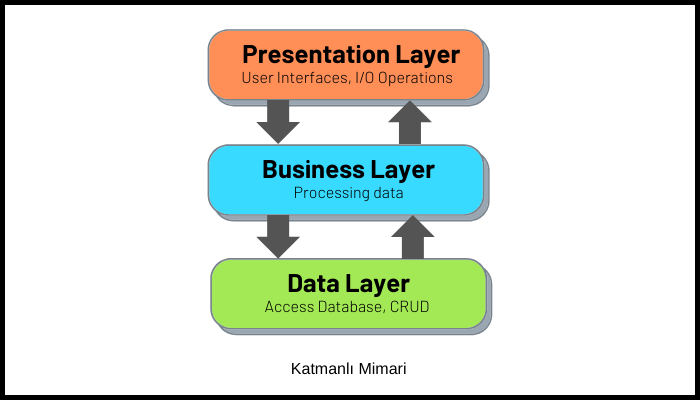 Presentation Layer
User Interfaces, I/O Operations
Business Layer
Processing data
Data Layer
Access Database, CRUD
Katmanlı Mimari